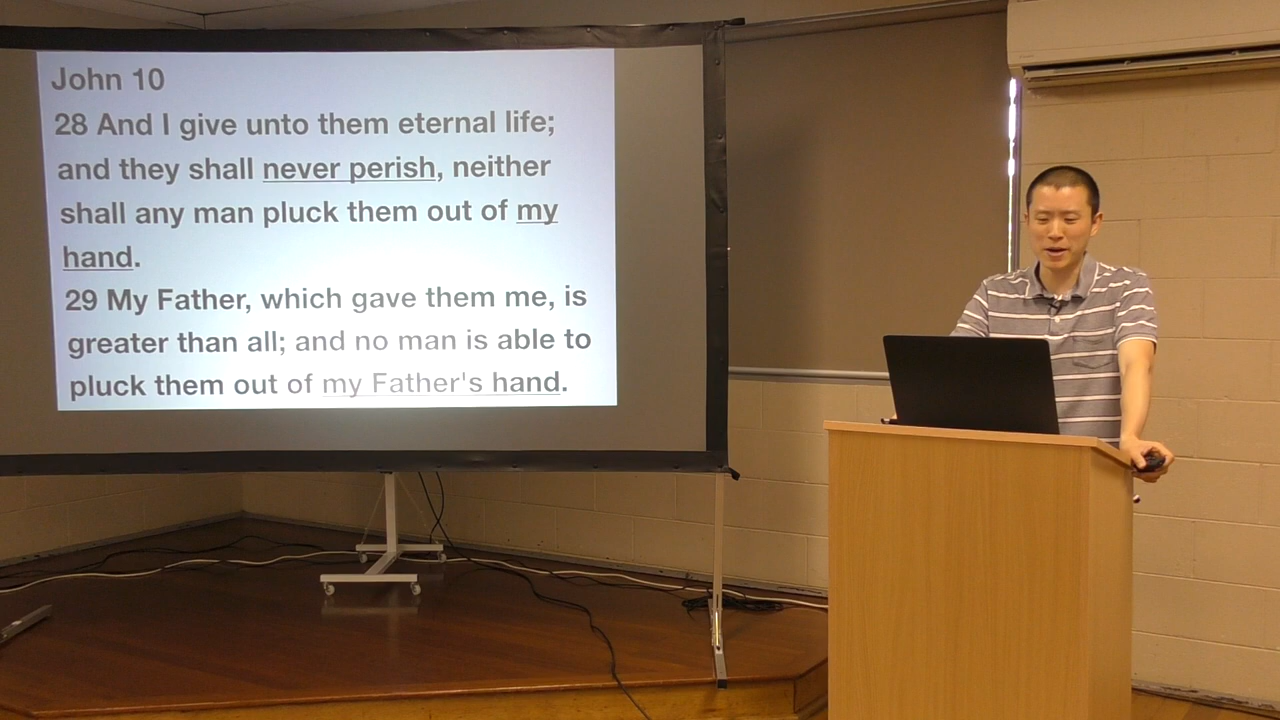 John 10
28 And I give unto them eternal life;
and they shall never perish, neither
shall any man pluck them out of my
hand.
29 My Father, which gave them me, is
greater than all; and no man is able to
pluck them out of my Father's hand.